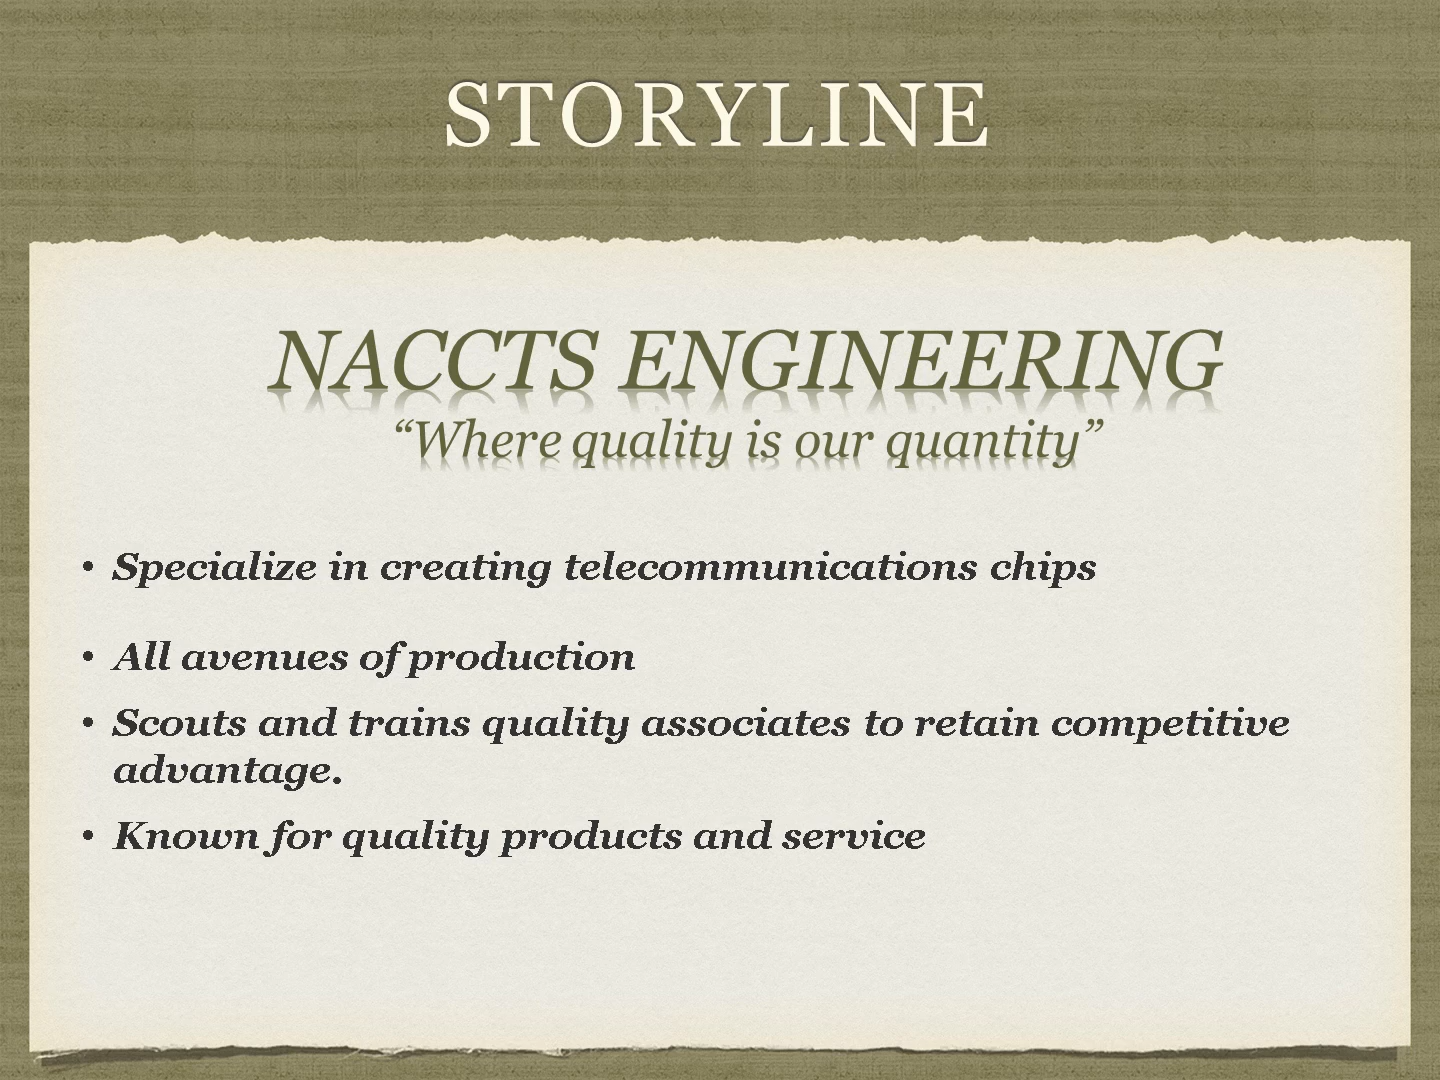 STORYLINE
NACCTS ENGINEERING
“Where quality is our quantity”
• Specialize in creating telecommunications chips
• All avenues of production
• Scouts and trains quality associates to retain competitive
advantage.
• Known for quality products and service